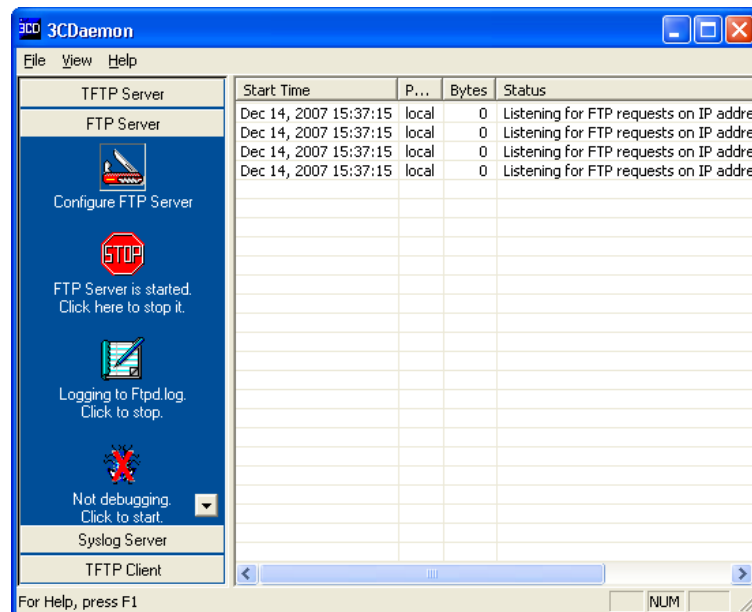 3CD 3CDaemon
File View Help
TFTP Server
FTP Server
Configure FTP Server
STOP
FTP Server is started.
Click here to stop it.
Logging to Ftpd.log.
Click to stop.
Not debugging.
Click to start.
Syslog Server
TFTP Client
Start Time P... Bytes Status
Dec 14, 2007 15:37:15 local 0 Listening for FTP requests on IP addre
Dec 14, 2007 15:37:15 local 0 Listening for FTP requests on IP addre
Dec 14, 2007 15:37:15 local 0 Listening for FTP requests on IP addre
Dec 14, 2007 15:37:15 local 0 Listening for FTP requests on IP addre
For Help, press F1 NUM